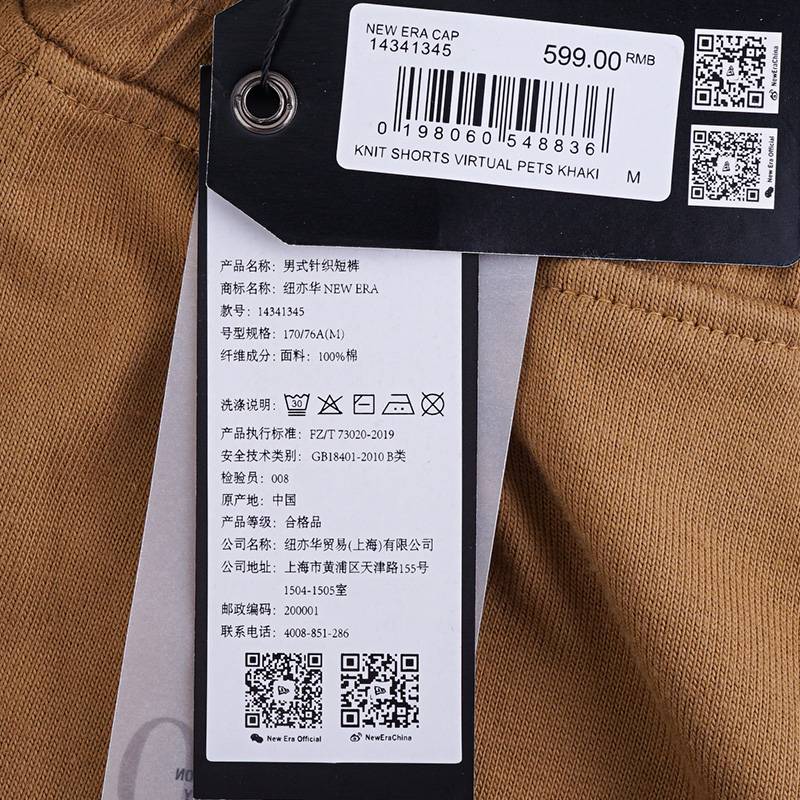 NEW ERA CAP
14341345
599.00 RMB
0 198060 548836
KNIT SHORTS VIRTUAL PETS KHAKI M
NewEraChina
New Era Official
产品名称：男式针织短裤
商标名称：纽亦华 NEW ERA
款号：14341345
号型规格：170/76A(M)
纤维成分：面料：100%棉
洗涤说明：
30
产品执行标准：FZ/T 73020-2019
安全技术类别：GB18401-2010 B类
检验员：008
原产地：中国
产品等级：合格品
公司名称：纽亦华贸易(上海)有限公司
公司地址：上海市黄浦区天津路155号
1504-1505室
邮政编码：200001
联系电话：4008-851-286
New Era Official
NewEraChina